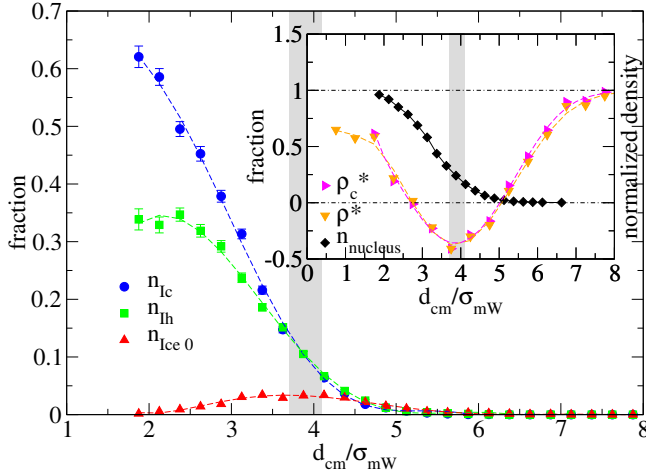 0.6
0.5
0.4
0.3
0.2
0.1
0
fraction
1 2 3 4 5 6 7 8
d_cm/σ_mW
n_Ic
n_Ih
n_Ice 0
1.5
1
0.5
0
-0.5
fraction
normalized density
0 1 2 3 4 5 6 7 8
d_cm/σ_mW
ρ_c*
ρ*
n_nucleus